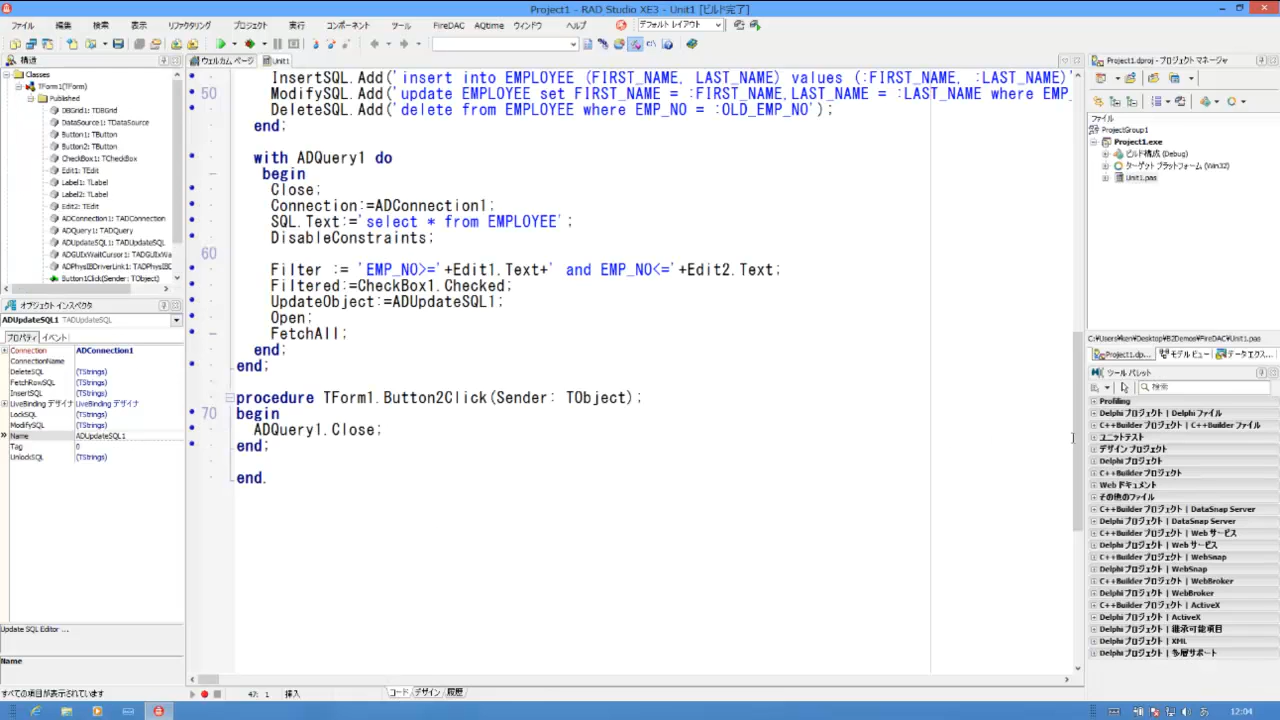 Project1 - RAD Studio XE3 - Unit1 [ビルド完了]
ファイル 編集 検索 表示 リファクタリング プロジェクト 実行 コンポーネント ツール FireDAC AQtime ウィンドウ ヘルプ デフォルト レイアウト
構造
Classes
TForm1(TForm)
Published
DBGrid1: TDBGrid
DataSource1: TDataSource
Button1: TButton
Button2: TButton
CheckBox1: TCheckBox
Edit1: TEdit
Label1: TLabel
Label2: TLabel
Edit2: TEdit
ADConnection1: TADConnection
ADQuery1: TADQuery
ADUpdateSQL1: TADUpdateSQL
ADGUIxWaitCursor1: TADGUIxWait
ADPhysIBDriverLink1: TADPhysIB
Button1Click(Sender: TObject)
オブジェクト インスペクタ
ADUpdateSQL1 TADUpdateSQL
プロパティ イベント
Connection ADConnection1
ConnectionName
DeleteSQL (TStrings)
FetchRowSQL (TStrings)
InsertSQL (TStrings)
LiveBinding デザイナ LiveBinding デザイナ
LockSQL (TStrings)
ModifySQL (TStrings)
Name ADUpdateSQL1
Tag 0
UnlockSQL (TStrings)
Update SQL Editor ...
Name
すべての項目が表示されています
ウェルカム ページ Unit1
InsertSQL.Add('insert into EMPLOYEE (FIRST_NAME, LAST_NAME) values (:FIRST_NAME, :LAST_NAME)'
50 ModifySQL.Add('update EMPLOYEE set FIRST_NAME = :FIRST_NAME,LAST_NAME = :LAST_NAME where EMP_
DeleteSQL.Add('delete from EMPLOYEE where EMP_NO = :OLD_EMP_NO');
end;
with ADQuery1 do
begin
Close;
Connection:=ADConnection1;
SQL.Text:='select * from EMPLOYEE';
DisableConstraints;
60
Filter := 'EMP_NO>='+Edit1.Text+' and EMP_NO<='+Edit2.Text;
Filtered:=CheckBox1.Checked;
UpdateObject:=ADUpdateSQL1;
Open;
FetchAll;
end;
end;
procedure TForm1.Button2Click(Sender: TObject);
70 begin
ADQuery1.Close;
end;
end.
47: 1 挿入 コード デザイン 履歴
Project1.dproj - プロジェクト マネージャ
ファイル
ProjectGroup1
Project1.exe
ビルド構成 (Debug)
ターゲット プラットフォーム (Win32)
Unit1.pas
C:¥Users¥ken¥Desktop¥B2Demos¥FireDAC¥Unit1.pas
Project1.dp... モデル ビュー データ エクス...
ツール パレット
検索
Profiling
Delphi プロジェクト | Delphi ファイル
C++Builder プロジェクト | C++Builder ファイル
ユニットテスト
デザイン プロジェクト
Delphi プロジェクト
C++Builder プロジェクト
Web ドキュメント
その他のファイル
C++Builder プロジェクト | DataSnap Server
Delphi プロジェクト | DataSnap Server
C++Builder プロジェクト | Web サービス
Delphi プロジェクト | Web サービス
C++Builder プロジェクト | WebSnap
Delphi プロジェクト | WebSnap
C++Builder プロジェクト | WebBroker
Delphi プロジェクト | WebBroker
C++Builder プロジェクト | ActiveX
Delphi プロジェクト | ActiveX
Delphi プロジェクト | 継承可能項目
Delphi プロジェクト | XML
Delphi プロジェクト | 多層サポート
あ 12:04